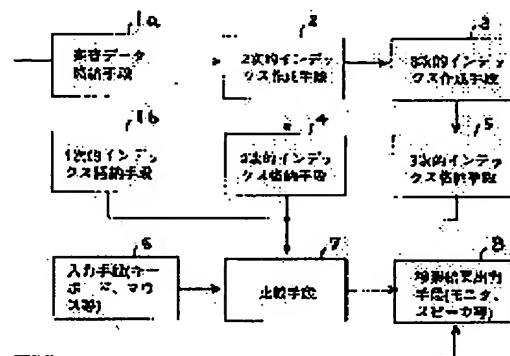 1a
2
3
データ
格納手段
2次的インデッ
クス作成手段
3次的インデッ
クス作成手段
1b
4
5
1次的インデッ
クス格納手段
2次的インデッ
クス格納手段
3次的インデッ
クス格納手段
6
7
8
入力手段(キー
ボード、マウ
ス等)
比較手段
検索結果出力
手段(モニタ、
スピーカ等)